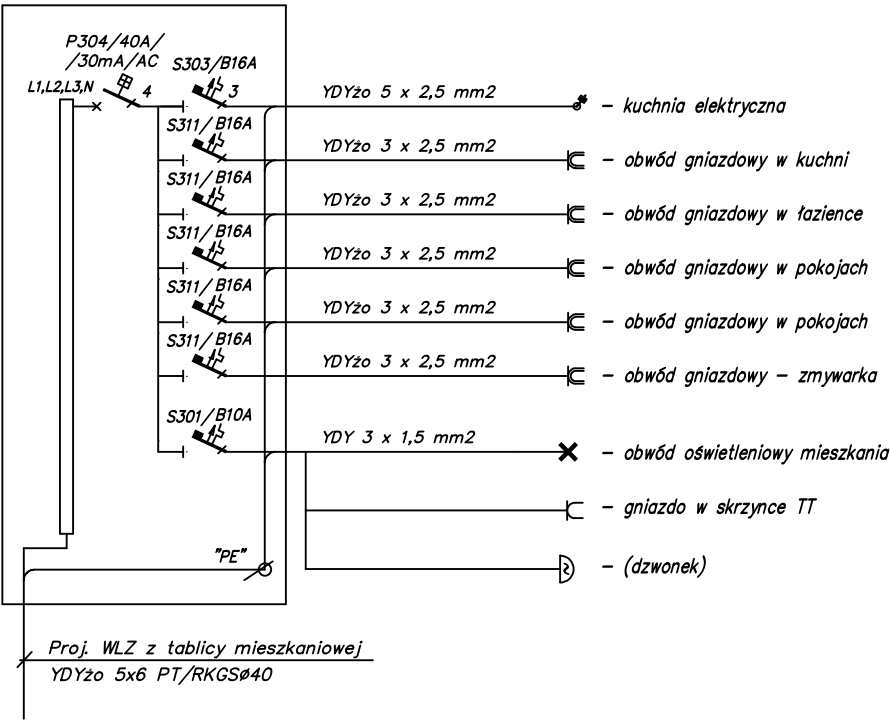 P304/40A/
/30mA/AC
L1,L2,L3,N
4
S303/B16A
3
YDYżo 5 x 2,5 mm2
– kuchnia elektryczna
S311/B16A
YDYżo 3 x 2,5 mm2
– obwód gniazdowy w kuchni
S311/B16A
YDYżo 3 x 2,5 mm2
– obwód gniazdowy w łazience
S311/B16A
YDYżo 3 x 2,5 mm2
– obwód gniazdowy w pokojach
S311/B16A
YDYżo 3 x 2,5 mm2
– obwód gniazdowy w pokojach
S311/B16A
YDYżo 3 x 2,5 mm2
– obwód gniazdowy – zmywarka
S301/B10A
YDY 3 x 1,5 mm2
– obwód oświetleniowy mieszkania
– gniazdo w skrzynce TT
"PE"
– (dzwonek)
Proj. WLZ z tablicy mieszkaniowej
YDYżo 5x6 PT/RKGSø40